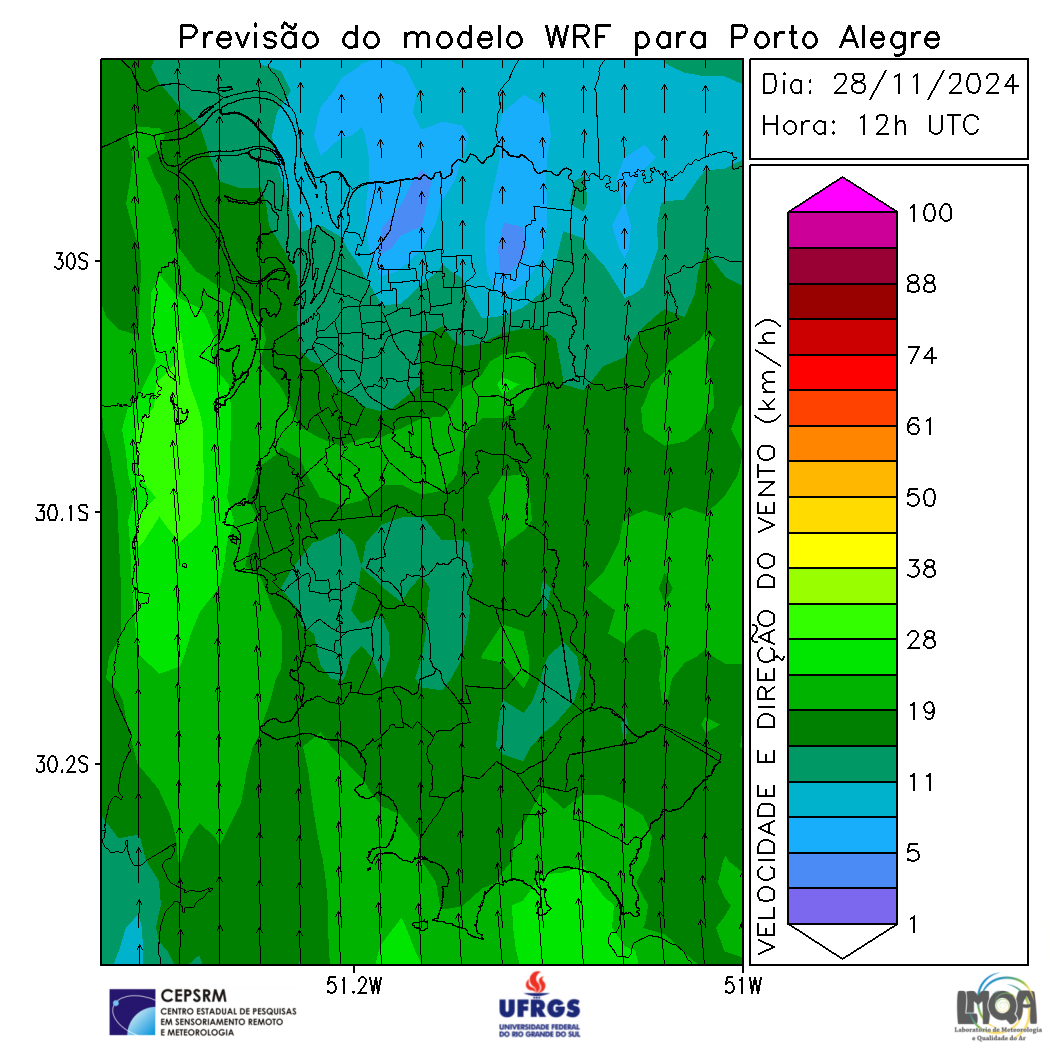 Previsão do modelo WRF para Porto Alegre
Dia: 28/11/2024
Hora: 12h UTC
30S
30.1S
30.2S
51.2W
51W
VELOCIDADE E DIREÇÃO DO VENTO (km/h)
100
88
74
61
50
38
28
19
11
5
1
CEPSRM
CENTRO ESTADUAL DE PESQUISAS
EM SENSORIAMENTO REMOTO
E METEOROLOGIA
UFRGS
UNIVERSIDADE FEDERAL
DO RIO GRANDE DO SUL
LMQA
Laboratório de Meteorologia
e Qualidade do Ar